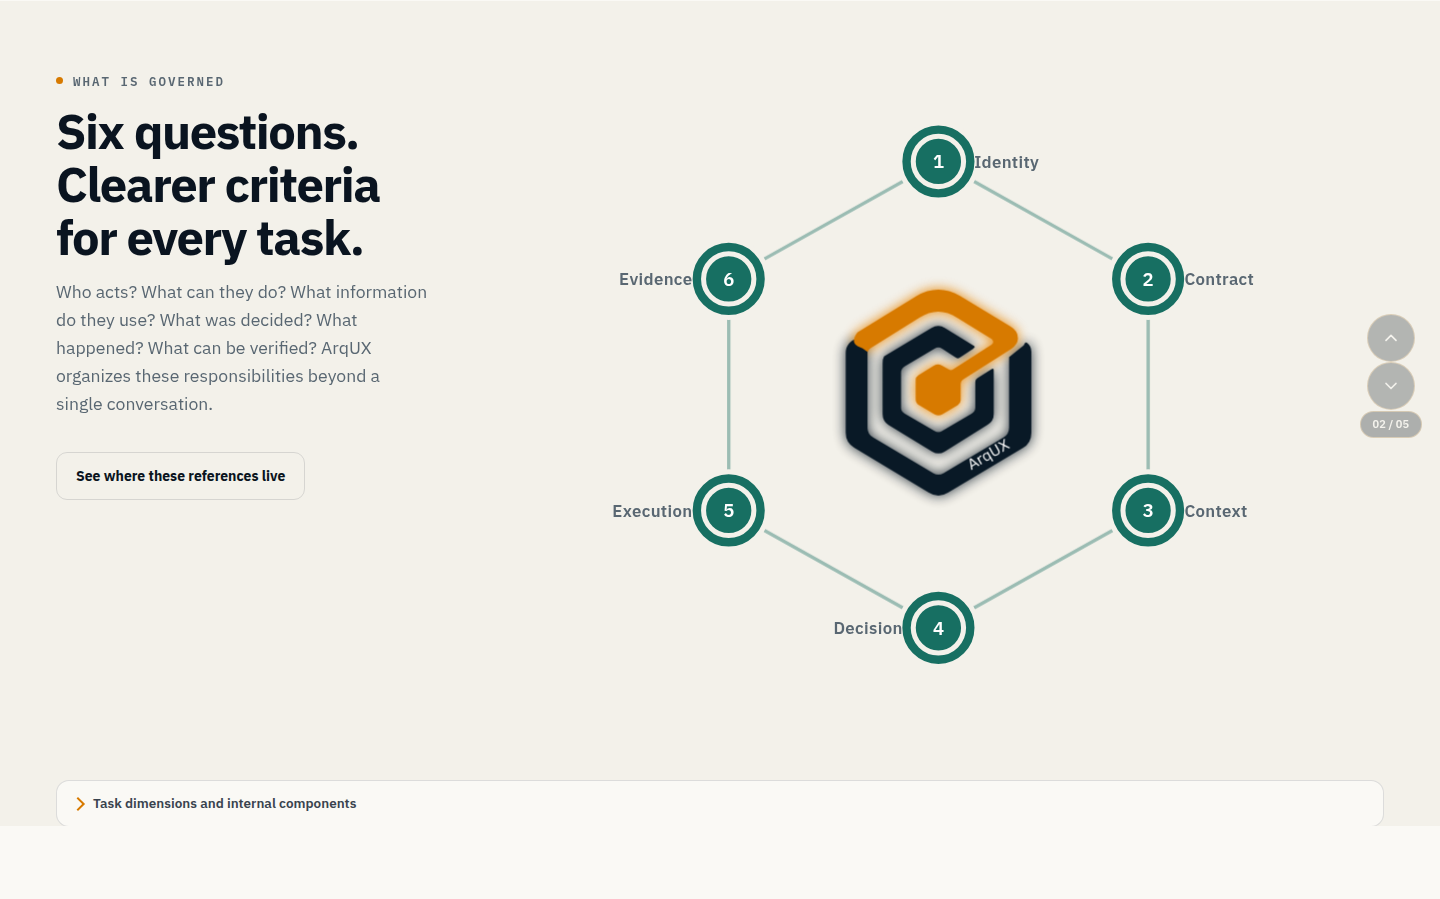 WHAT IS GOVERNED
Six questions.
Clearer criteria
for every task.
Who acts? What can they do? What information
do they use? What was decided? What
happened? What can be verified? ArqUX
organizes these responsibilities beyond a
single conversation.
See where these references live
1 Identity
2 Contract
3 Context
4 Decision
5 Execution
6 Evidence
ArqUX
02 / 05
Task dimensions and internal components